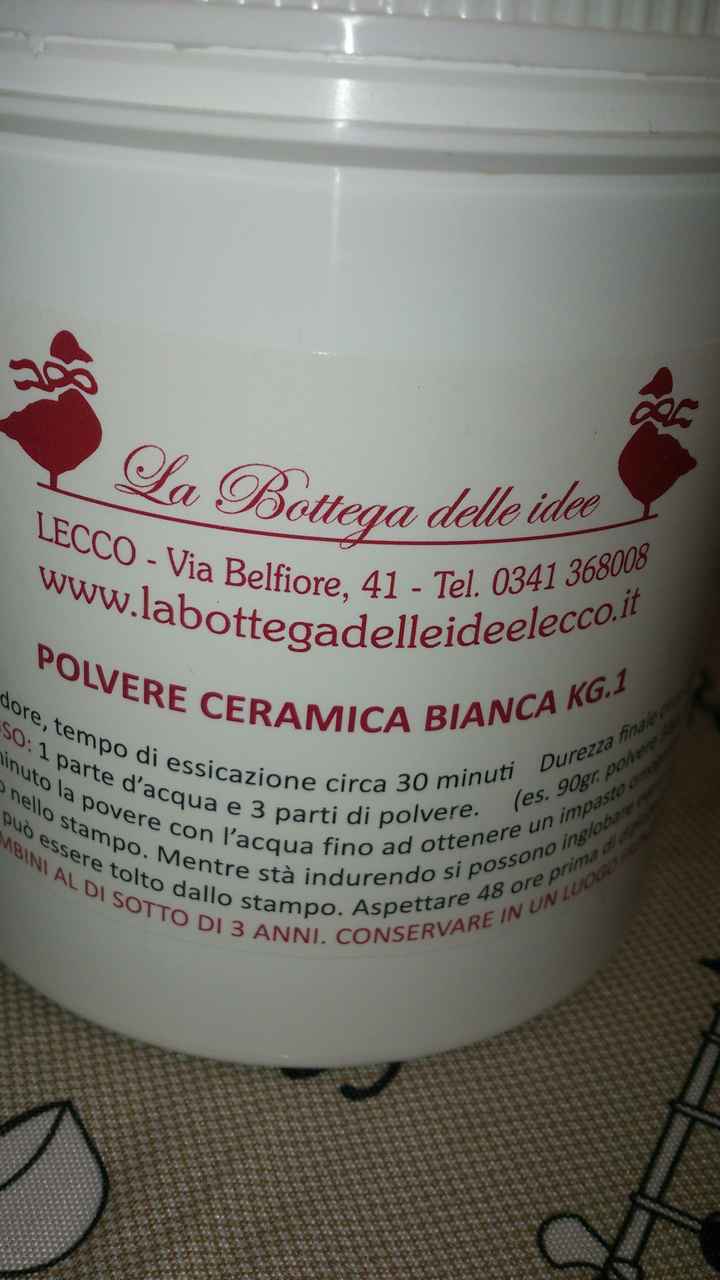 La Bottega delle idee
LECCO - Via Belfiore, 41 - Tel. 0341 368008
www.labottegadelleideelecco.it
POLVERE CERAMICA BIANCA KG.1
dore, tempo di essicazione circa 30 minuti Durezza finale
SO: 1 parte d'acqua e 3 parti di polvere. (es. 90gr. polvere
inuto la povere con l'acqua fino ad ottenere un impasto
o nello stampo. Mentre stà indurendo si possono inglobare
può essere tolto dallo stampo. Aspettare 48 ore prima di
MBINI AL DI SOTTO DI 3 ANNI. CONSERVARE IN UN LUOGO